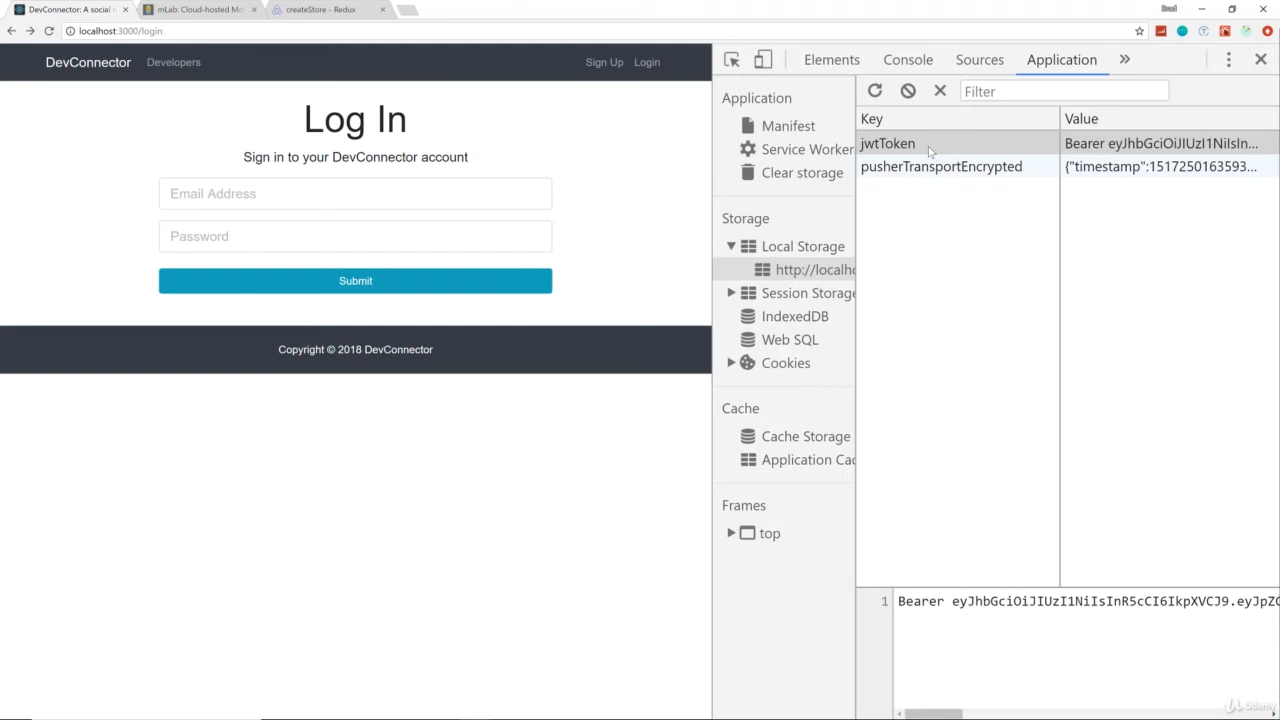 DevConnector: A social n
mLab: Cloud-hosted Mo
createStore - Redux
localhost:3000/login
DevConnector
Developers
Sign Up
Login
Log In
Sign in to your DevConnector account
Email Address
Password
Submit
Copyright © 2018 DevConnector
Elements
Console
Sources
Application
Application
Manifest
Service Worker
Clear storage
Storage
Local Storage
http://localho
Session Storage
IndexedDB
Web SQL
Cookies
Cache
Cache Storage
Application Cac
Frames
top
Filter
Key
Value
jwtToken
Bearer eyJhbGciOiJIUzI1NiIsIn...
pusherTransportEncrypted
{"timestamp":1517250163593...
1
Bearer eyJhbGciOiJIUzI1NiIsInR5cCI6IkpXVCJ9.eyJpZC
Udemy